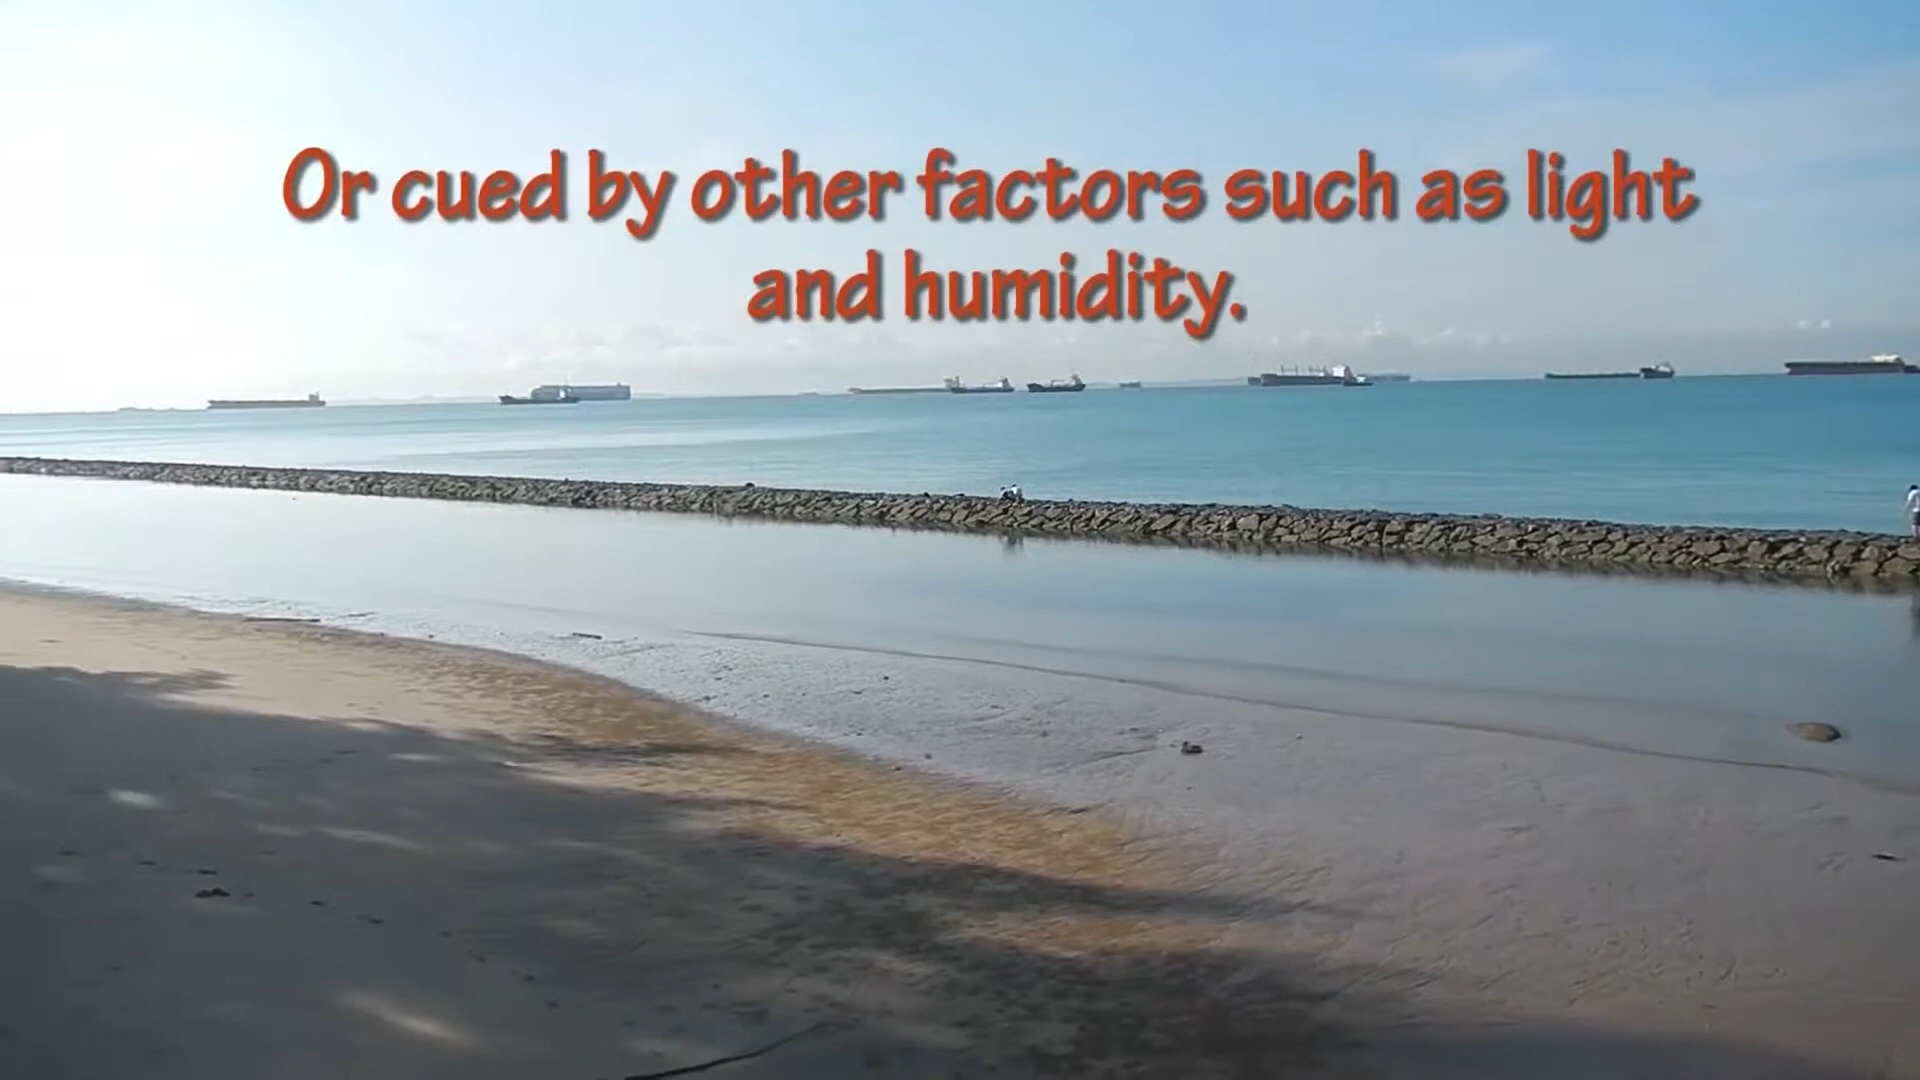 Or cued by other factors such as light
and humidity.